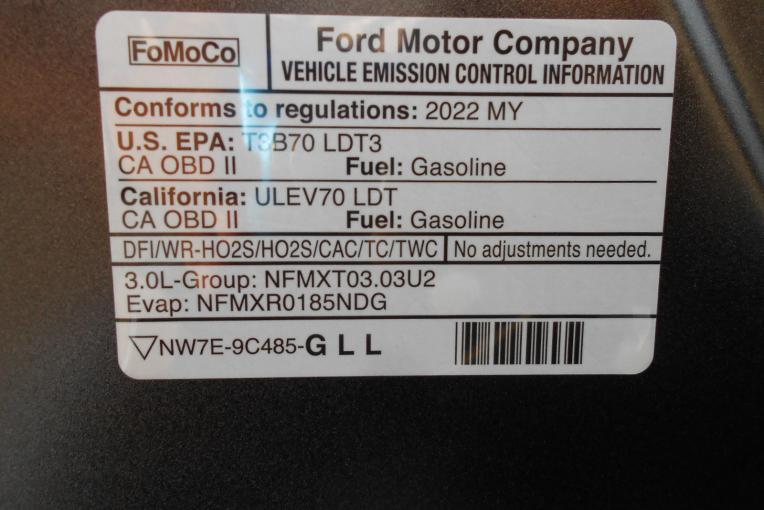 FoMoCo
Ford Motor Company
VEHICLE EMISSION CONTROL INFORMATION
Conforms to regulations: 2022 MY
U.S. EPA: T3B70 LDT3
CA OBD II Fuel: Gasoline
California: ULEV70 LDT
CA OBD II Fuel: Gasoline
DFI/WR-HO2S/HO2S/CAC/TC/TWC No adjustments needed.
3.0L-Group: NFMXT03.03U2
Evap: NFMXR0185NDG
NW7E-9C485-GLL